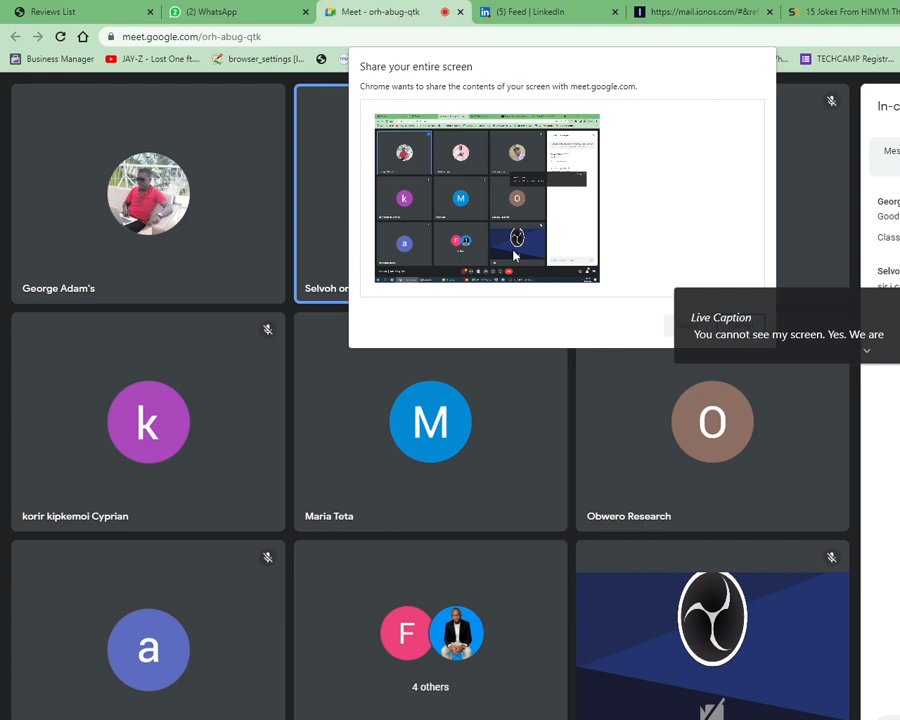 Reviews List
(2) WhatsApp
Meet - orh-abug-qtk
(5) Feed | LinkedIn
https://mail.ionos.com/#&re
15 Jokes From HIMYM Th
meet.google.com/orh-abug-qtk
Business Manager
JAY-Z - Lost One ft....
browser_settings [I...
TECHCAMP Registr...
Share your entire screen
Chrome wants to share the contents of your screen with meet.google.com.
In-c
Mes
Georg
Good
Class
Selvo
George Adam's
Selvoh on
Live Caption
You cannot see my screen. Yes. We are
k
M
O
korir kipkemoi Cyprian
Maria Teta
Obwero Research
a
F
4 others